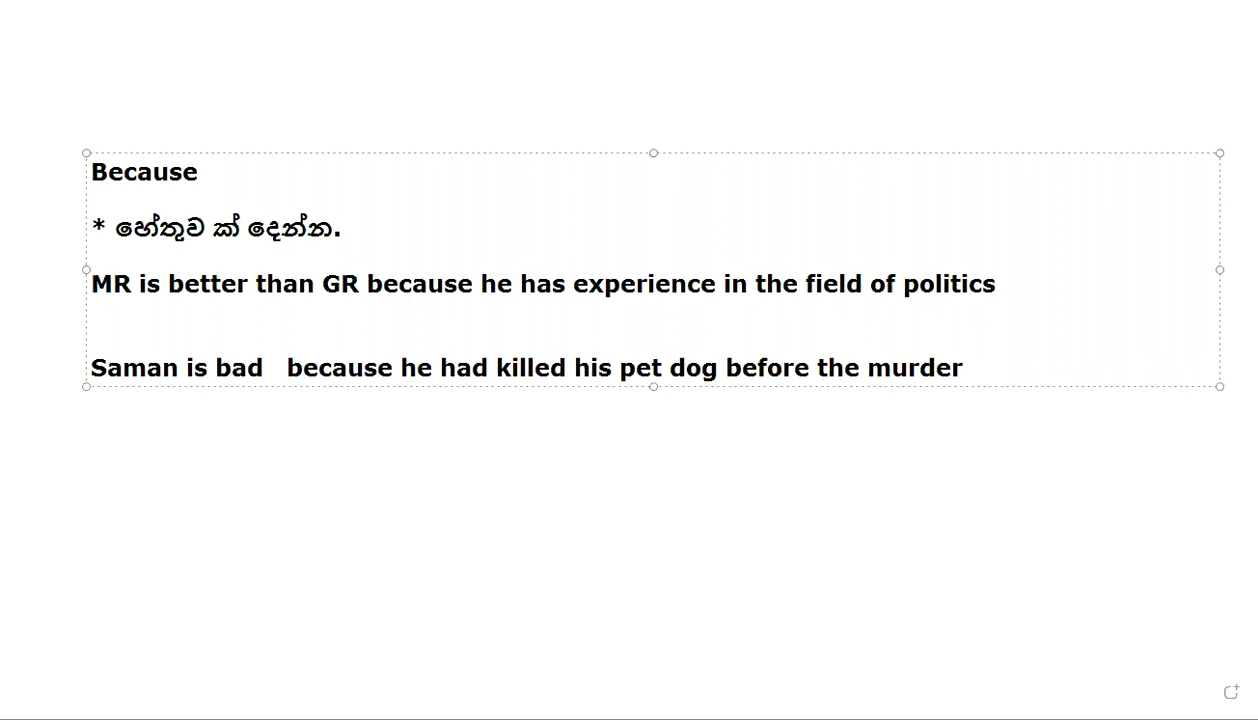 Because
* හේතුව ක් දෙන්න.
MR is better than GR because he has experience in the field of politics
Saman is bad   because he had killed his pet dog before the murder